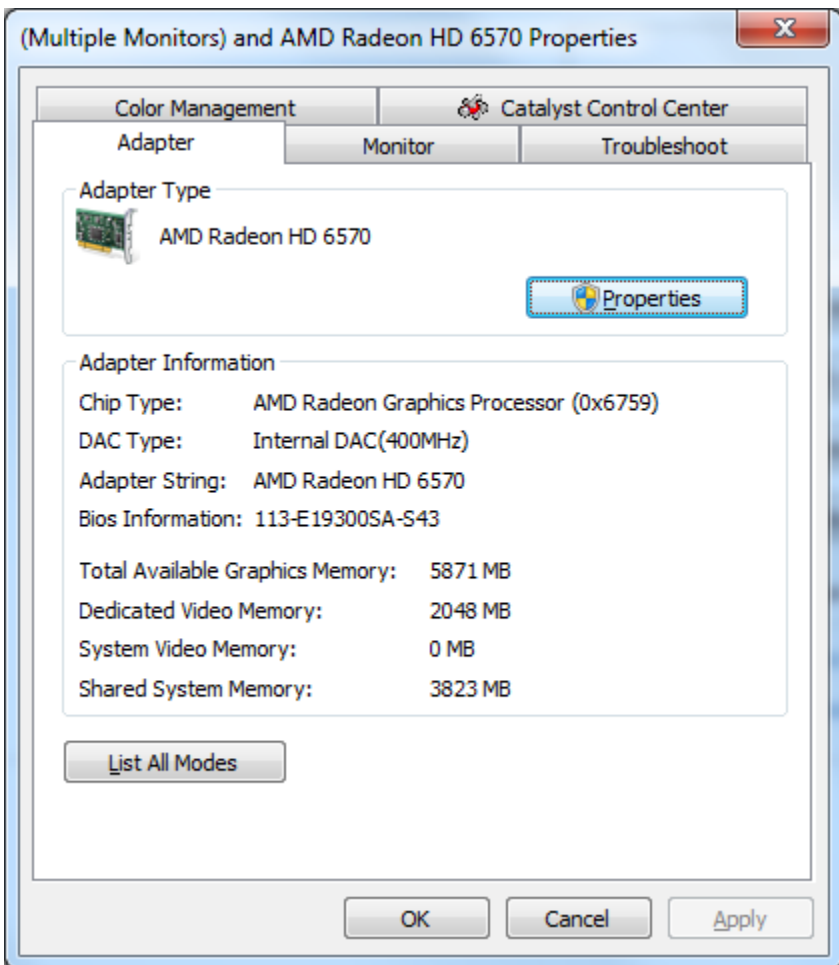 (Multiple Monitors) and AMD Radeon HD 6570 Properties
Color Management Catalyst Control Center
Adapter Monitor Troubleshoot
Adapter Type
AMD Radeon HD 6570
Properties
Adapter Information
Chip Type: AMD Radeon Graphics Processor (0x6759)
DAC Type: Internal DAC(400MHz)
Adapter String: AMD Radeon HD 6570
Bios Information: 113-E19300SA-S43
Total Available Graphics Memory: 5871 MB
Dedicated Video Memory: 2048 MB
System Video Memory: 0 MB
Shared System Memory: 3823 MB
List All Modes
OK Cancel Apply